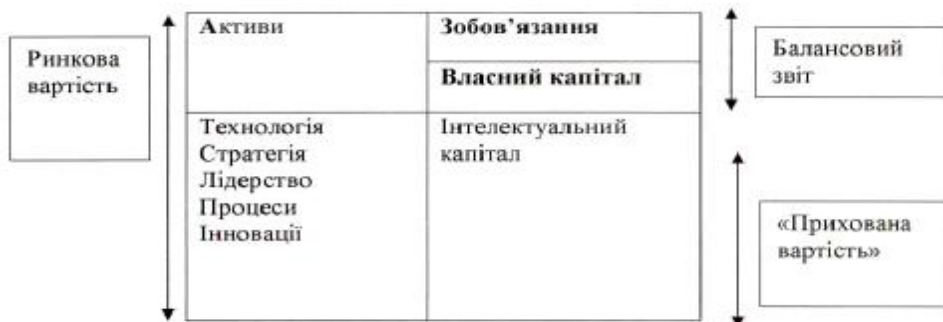 Ринкова
вартість
Активи
Зобов’язання
Власний капітал
Технологія
Стратегія
Лідерство
Процеси
Інновації
Інтелектуальний
капітал
Балансовий
звіт
«Прихована
вартість»